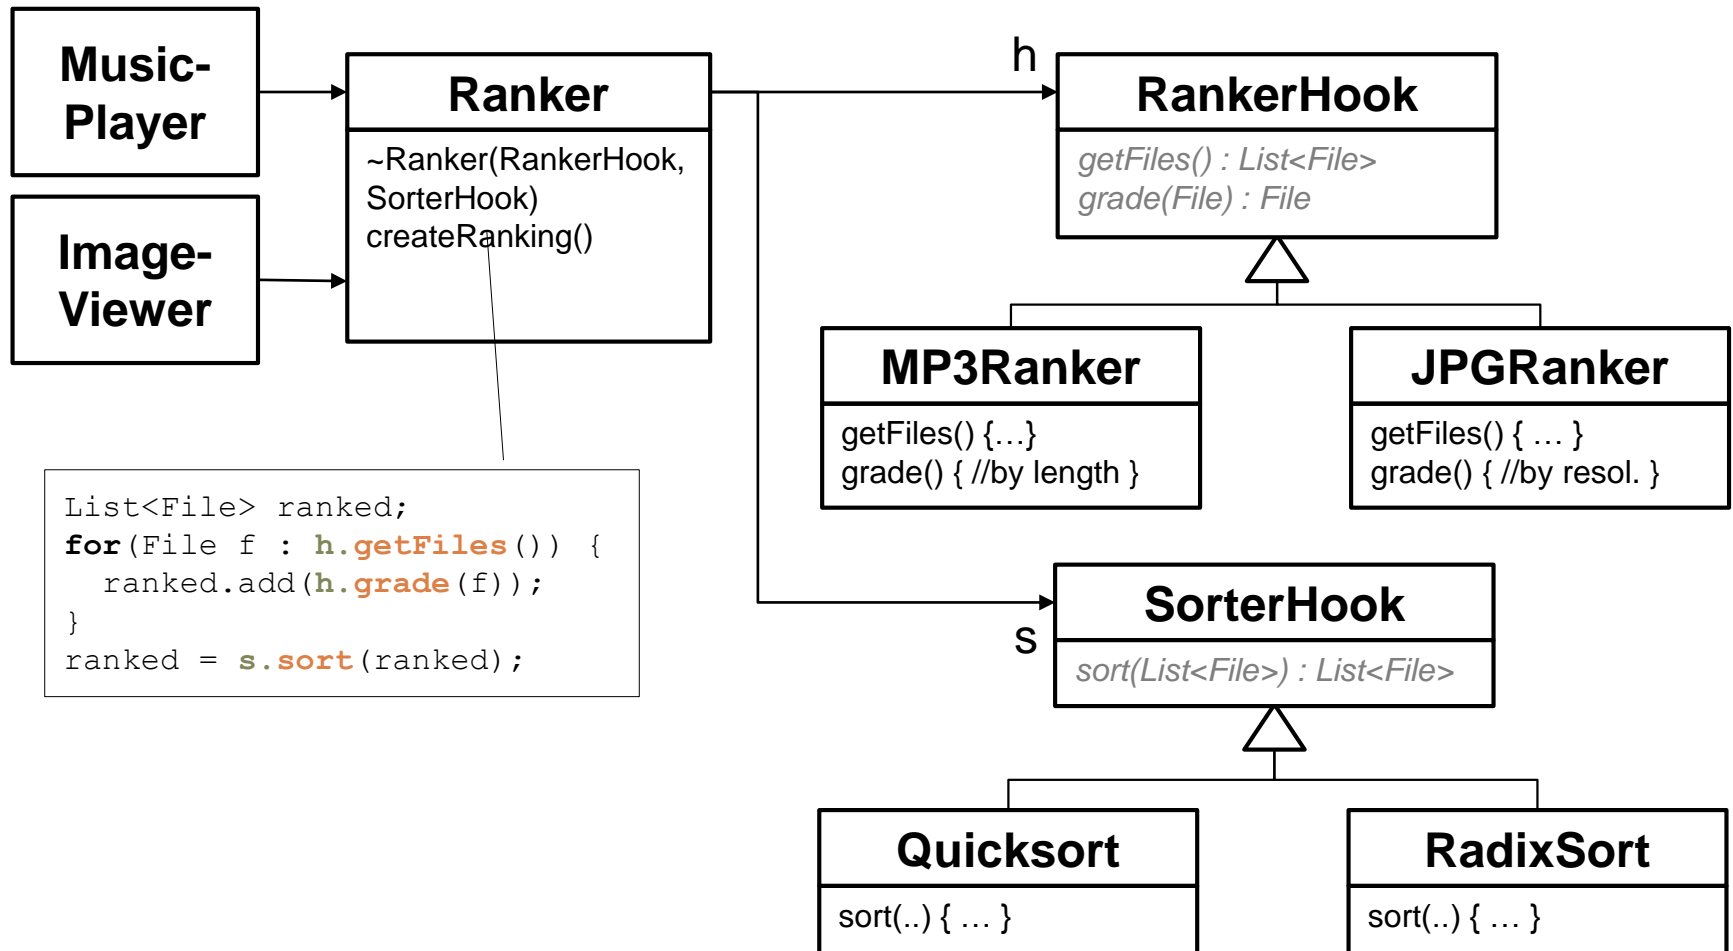 Music-
Player
Image-
Viewer
Ranker
~Ranker(RankerHook,
SorterHook)
createRanking()
List<File> ranked;
for(File f : h.getFiles()) {
  ranked.add(h.grade(f));
}
ranked = s.sort(ranked);
h
RankerHook
getFiles() : List<File>
grade(File) : File
MP3Ranker
getFiles() {…}
grade() { //by length }
JPGRanker
getFiles() { … }
grade() { //by resol. }
s
SorterHook
sort(List<File>) : List<File>
Quicksort
sort(..) { … }
RadixSort
sort(..) { … }